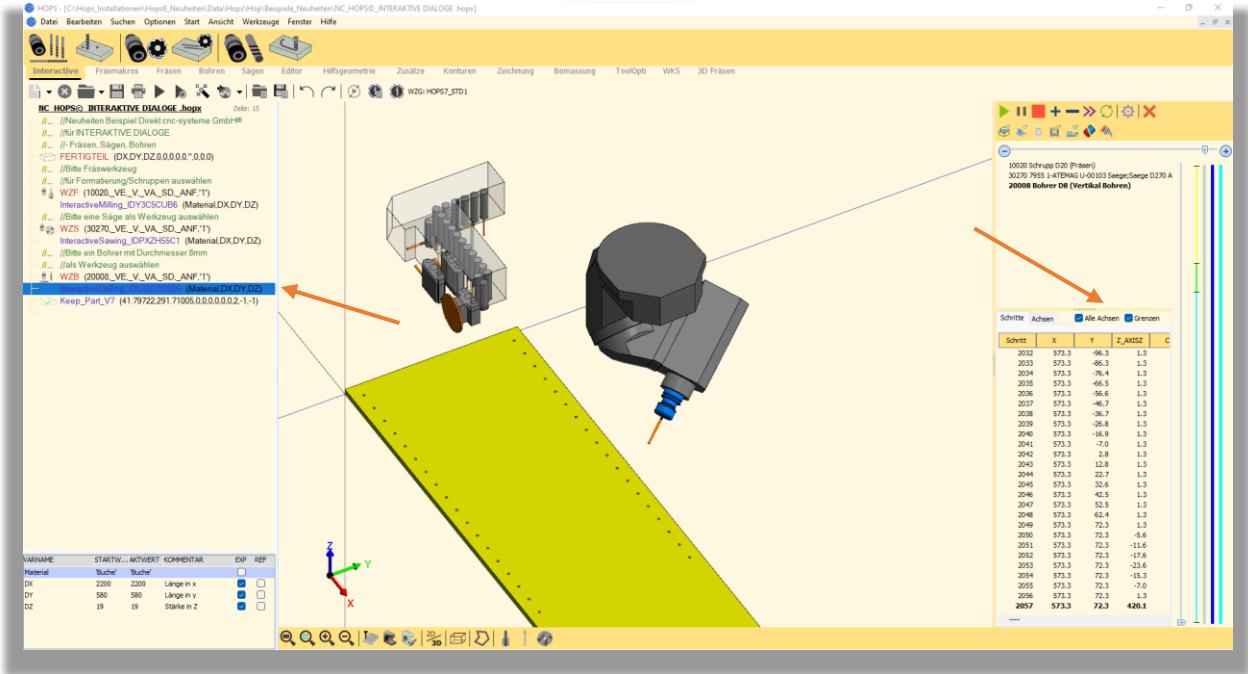 HOPS - [C:\Hops_Installationen\Hops8_Neuheiten\Data\Hops\Hop\Beispiele_Neuheiten\NC_HOPS©_INTERAKTIVE DIALOGE .hopx]
Datei Bearbeiten Suchen Optionen Start Ansicht Werkzeuge Fenster Hilfe
Interactive Fräsmakros Fräsen Bohren Sägen Editor Hilfsgeometrie Zusätze Konturen Zeichnung Bemassung ToolOpti WKS 3D Fräsen
WZG: HOPS7_STD1
NC_HOPS©_INTERAKTIVE DIALOGE .hopx Zeile: 15
//... //Neuheiten Beispiel Direkt cnc-systeme GmbH®
//... //für INTERAKTIVE DIALOGE
//... //- Fräsen, Sägen, Bohren
FERTIGTEIL (DX,DY,DZ,0,0,0,0,0,'',0,0,0)
//... //Bitte Fräswerkzeug
//... //für Formatierung/Schruppen auswählen
WZF (10020,_VE,_V,_VA,_SD,_ANF,'1')
InteractiveMilling_IDY3C5CUB6 (Material,DX,DY,DZ)
//... //Bitte eine Säge als Werkzeug auswählen
WZS (30270,_VE,_V,_VA,_SD,_ANF,'1')
InteractiveSawing_IDPXZH55C1 (Material,DX,DY,DZ)
//... //Bitte ein Bohrer mit Durchmesser 8mm
//... //als Werkzeug auswählen
WZB (20008,_VE,_V,_VA,_SD,_ANF,'1')
(Material,DX,DY,DZ)
Keep_Part_V7 (41.79722,291.71005,0,0,0,0,0,0.2,-1,-1)
10020 Schrupp D20 (Fräsen)
30270 7955 1-ATEMAG U-00103 Saege;Saege D270 A
20008 Bohrer D8 (Vertikal Bohren)
Schritte Achsen Alle Achsen Grenzen
Schritt X Y Z_AXISZ C
2032 573.3 -96.3 1.3
2033 573.3 -86.3 1.3
2034 573.3 -76.4 1.3
2035 573.3 -66.5 1.3
2036 573.3 -56.6 1.3
2037 573.3 -46.7 1.3
2038 573.3 -36.7 1.3
2039 573.3 -26.8 1.3
2040 573.3 -16.9 1.3
2041 573.3 -7.0 1.3
2042 573.3 2.8 1.3
2043 573.3 12.8 1.3
2044 573.3 22.7 1.3
2045 573.3 32.6 1.3
2046 573.3 42.5 1.3
2047 573.3 52.5 1.3
2048 573.3 62.4 1.3
2049 573.3 72.3 1.3
2050 573.3 72.3 -5.6
2051 573.3 72.3 -11.6
2052 573.3 72.3 -17.6
2053 573.3 72.3 -23.6
2054 573.3 72.3 -15.3
2055 573.3 72.3 -7.0
2056 573.3 72.3 1.3
2057 573.3 72.3 420.1
VARNAME STARTW... AKTWERT KOMMENTAR EXP REF
Material 'Buche' 'Buche'
DX 2200 2200 Länge in x
DY 580 580 Länge in y
DZ 19 19 Stärke in Z
Z
Y
X
3D